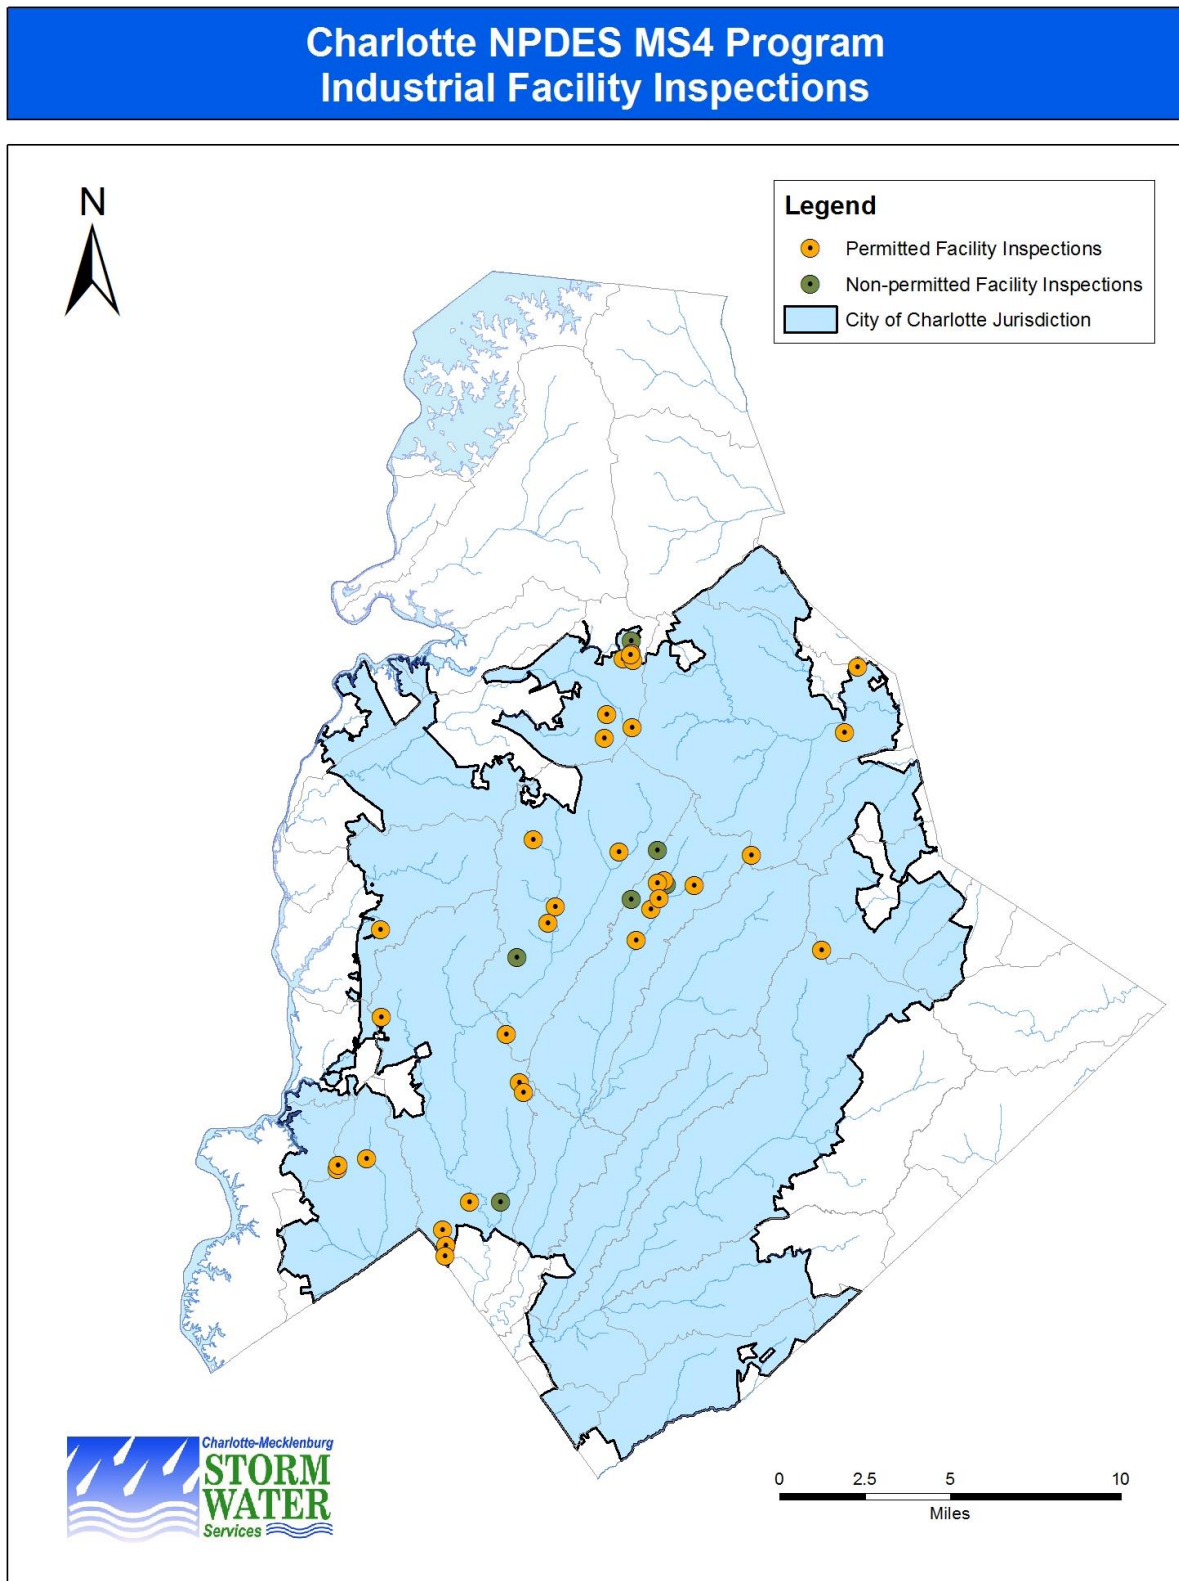 Charlotte NPDES MS4 Program
Industrial Facility Inspections
N
Legend
Permitted Facility Inspections
Non-permitted Facility Inspections
City of Charlotte Jurisdiction
Charlotte-Mecklenburg
STORM
WATER
Services
0 2.5 5 10
Miles